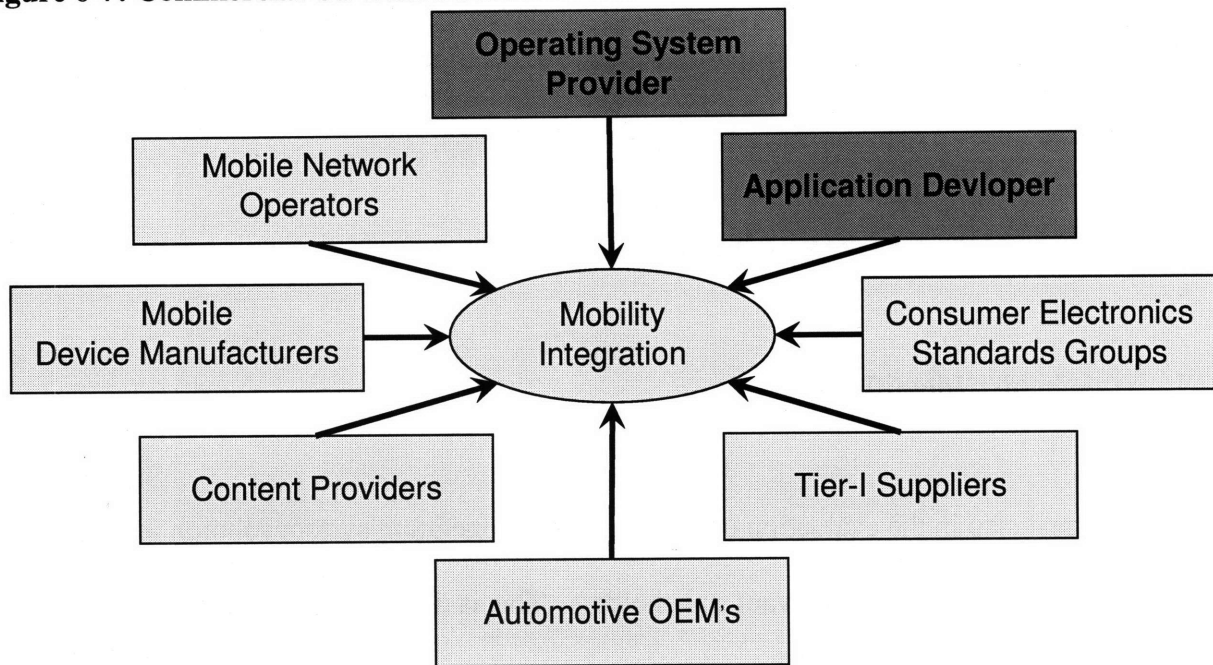 Operating System
Provider
Mobile Network
Operators
Application Devloper
Mobile
Device Manufacturers
Mobility
Integration
Consumer Electronics
Standards Groups
Content Providers
Tier-I Suppliers
Automotive OEM's